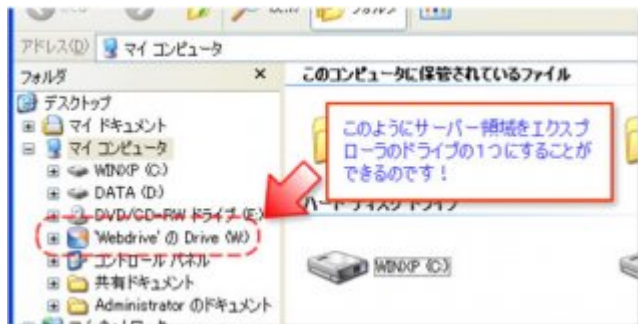 フォルダ
アドレス(D) マイ コンピュータ
フォルダ ×
このコンピュータに保管されているファイル
デスクトップ
マイ ドキュメント
マイ コンピュータ
WINXP (C:)
DATA (D:)
DVD/CD-RW ドライブ (E:)
'Webdrive' の Drive (W:)
コントロール パネル
共有ドキュメント
Administrator のドキュメント
このようにサーバー領域をエクスプ
ローラのドライブの1つにすることが
できるのです！
ハード ディスク ドライブ
WINXP (C:)